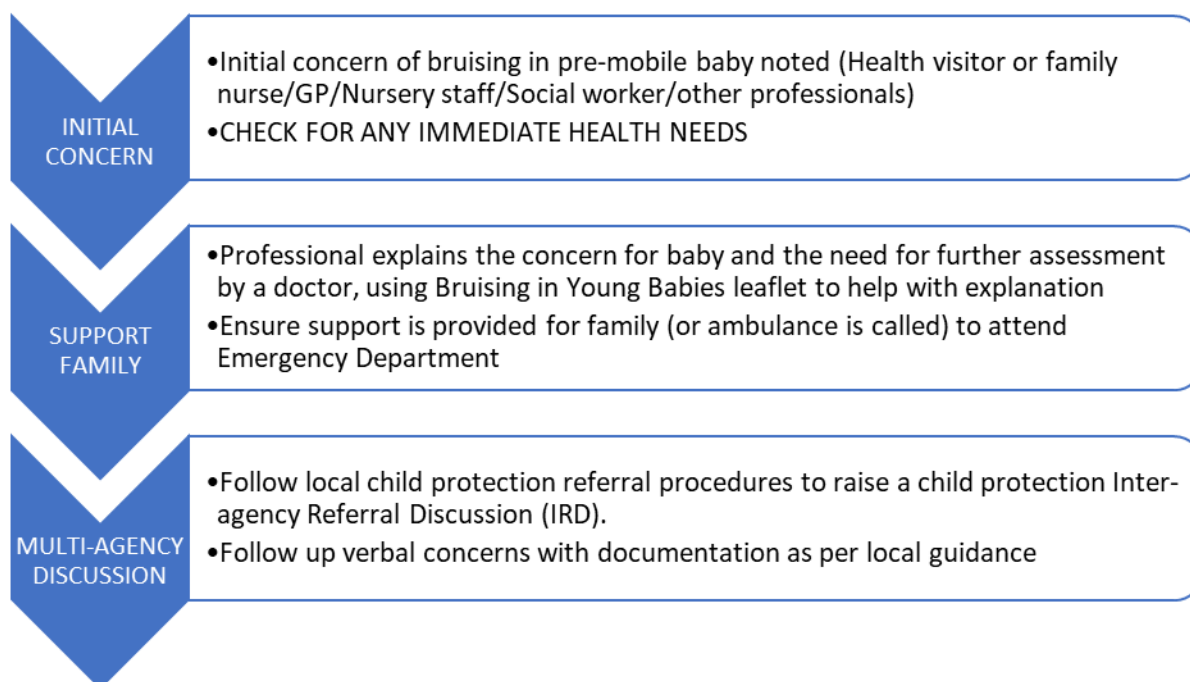 INITIAL
CONCERN
•Initial concern of bruising in pre-mobile baby noted (Health visitor or family
nurse/GP/Nursery staff/Social worker/other professionals)
•CHECK FOR ANY IMMEDIATE HEALTH NEEDS
SUPPORT
FAMILY
•Professional explains the concern for baby and the need for further assessment
by a doctor, using Bruising in Young Babies leaflet to help with explanation
•Ensure support is provided for family (or ambulance is called) to attend
Emergency Department
MULTI-AGENCY
DISCUSSION
•Follow local child protection referral procedures to raise a child protection Inter-
agency Referral Discussion (IRD).
•Follow up verbal concerns with documentation as per local guidance